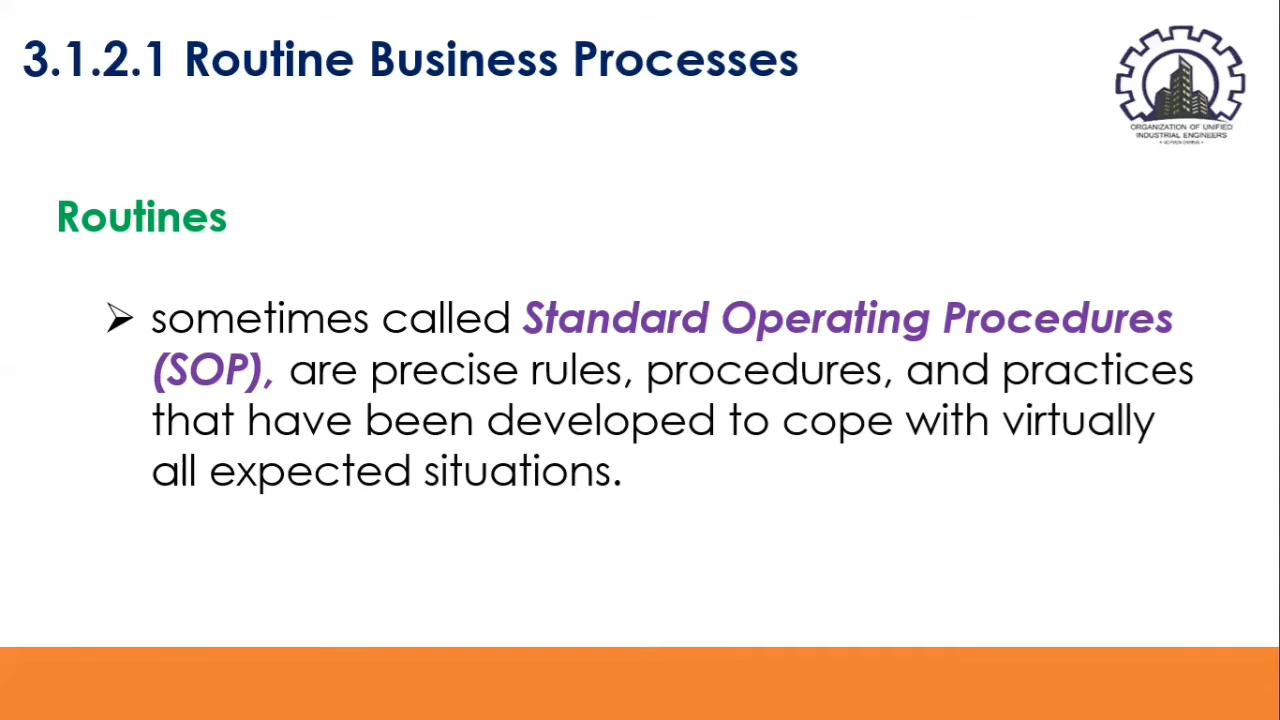 3.1.2.1 Routine Business Processes
ORGANIZATION OF UNIFIED
INDUSTRIAL ENGINEERS
Routines
➢ sometimes called Standard Operating Procedures
(SOP), are precise rules, procedures, and practices
that have been developed to cope with virtually
all expected situations.